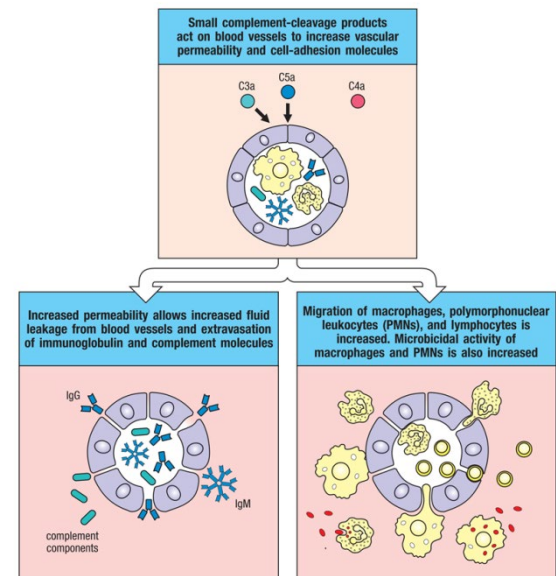 Small complement-cleavage products
act on blood vessels to increase vascular
permeability and cell-adhesion molecules
C3a
C5a
C4a
Increased permeability allows increased fluid
leakage from blood vessels and extravasation
of immunoglobulin and complement molecules
IgG
IgM
complement
components
Migration of macrophages, polymorphonuclear
leukocytes (PMNs), and lymphocytes is
increased. Microbicidal activity of
macrophages and PMNs is also increased